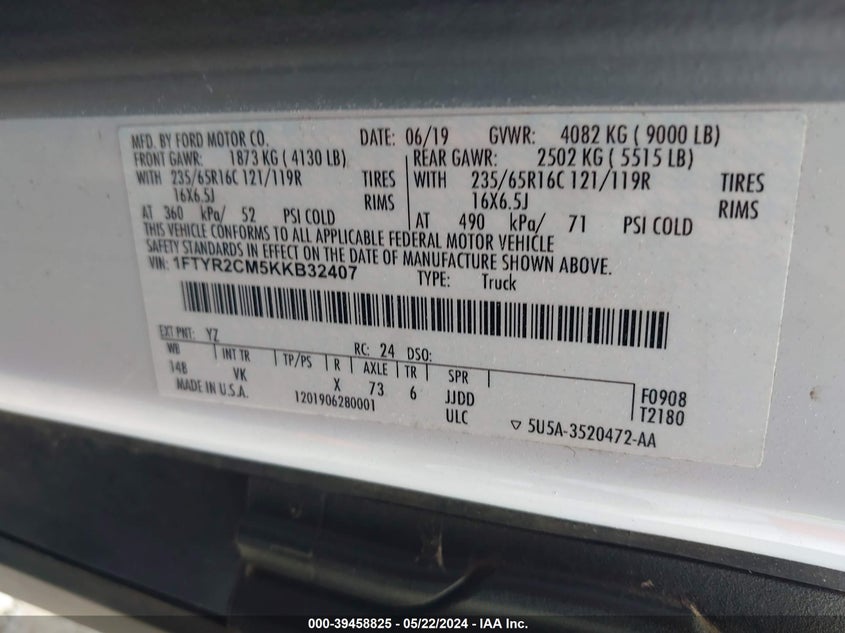 MFD. BY FORD MOTOR CO. DATE: 06/19 GVWR: 4082 KG ( 9000 LB)
FRONT GAWR: 1873 KG ( 4130 LB) REAR GAWR: 2502 KG ( 5515 LB)
WITH 235/65R16C 121/119R TIRES WITH 235/65R16C 121/119R TIRES
16X6.5J RIMS 16X6.5J RIMS
AT 360 kPa/ 52 PSI COLD AT 490 kPa/ 71 PSI COLD
THIS VEHICLE CONFORMS TO ALL APPLICABLE FEDERAL MOTOR VEHICLE
SAFETY STANDARDS IN EFFECT ON THE DATE OF MANUFACTURE SHOWN ABOVE.
VIN: 1FTYR2CM5KKB32407 TYPE: Truck
EXT PNT: YZ RC: 24 DSO:
WB INT TR TP/PS R AXLE TR SPR
14B VK X 73 6 JJDD F0908
MADE IN U.S.A. 1201906280001 ULC T2180
▽ 5U5A-3520472-AA
000-39458825 - 05/22/2024 - IAA Inc.